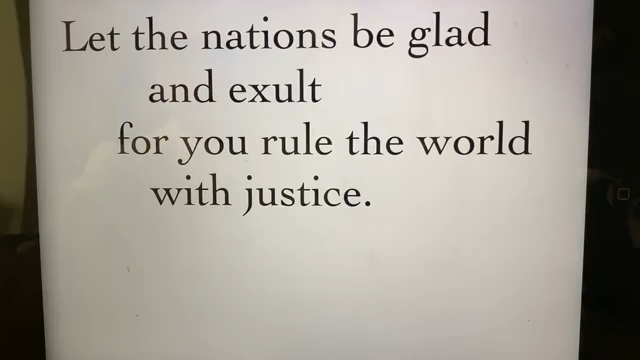 Let the nations be glad
and exult
for you rule the world
with justice.